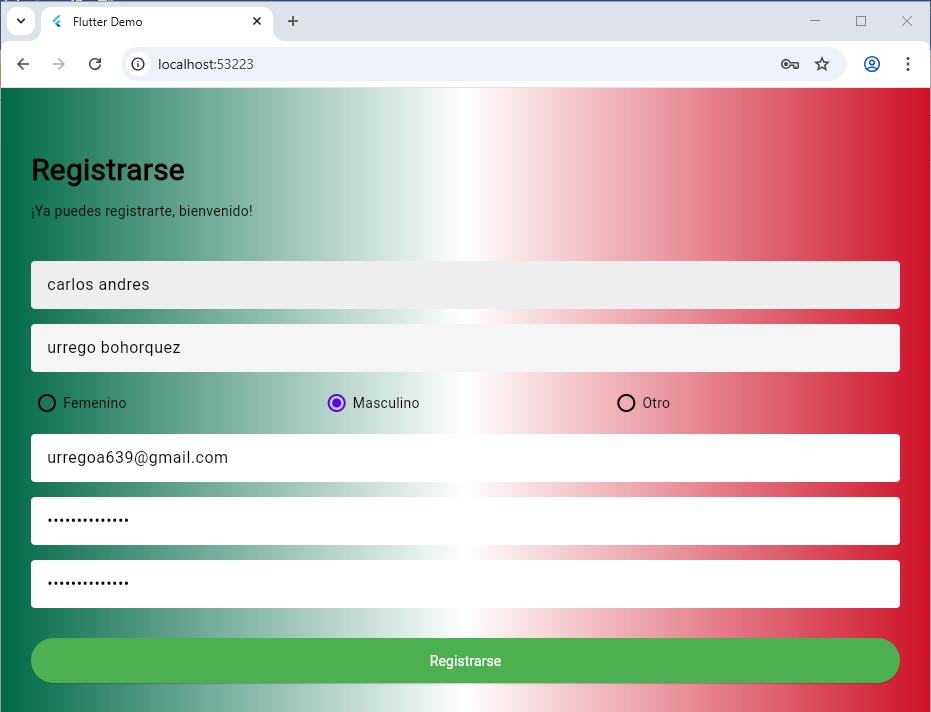 Flutter Demo
localhost:53223
Registrarse
¡Ya puedes registrarte, bienvenido!
carlos andres
urrego bohorquez
Femenino Masculino Otro
urregoa639@gmail.com
••••••••••••••
••••••••••••••
Registrarse